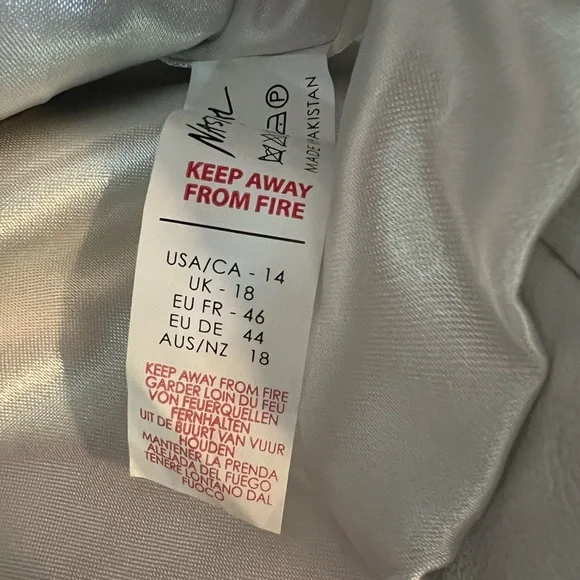 MADE IN PAKISTAN
P
KEEP AWAY
FROM FIRE
USA/CA - 14
UK - 18
EU FR - 46
EU DE 44
AUS/NZ 18
KEEP AWAY FROM FIRE
GARDER LOIN DU FEU
VON FEUERQUELLEN
FERNHALTEN
UIT DE BUURT VAN VUUR
HOUDEN
MANTENER LA PRENDA
ALEJADA DEL FUEGO
TENERE LONTANO DAL
FUOCO